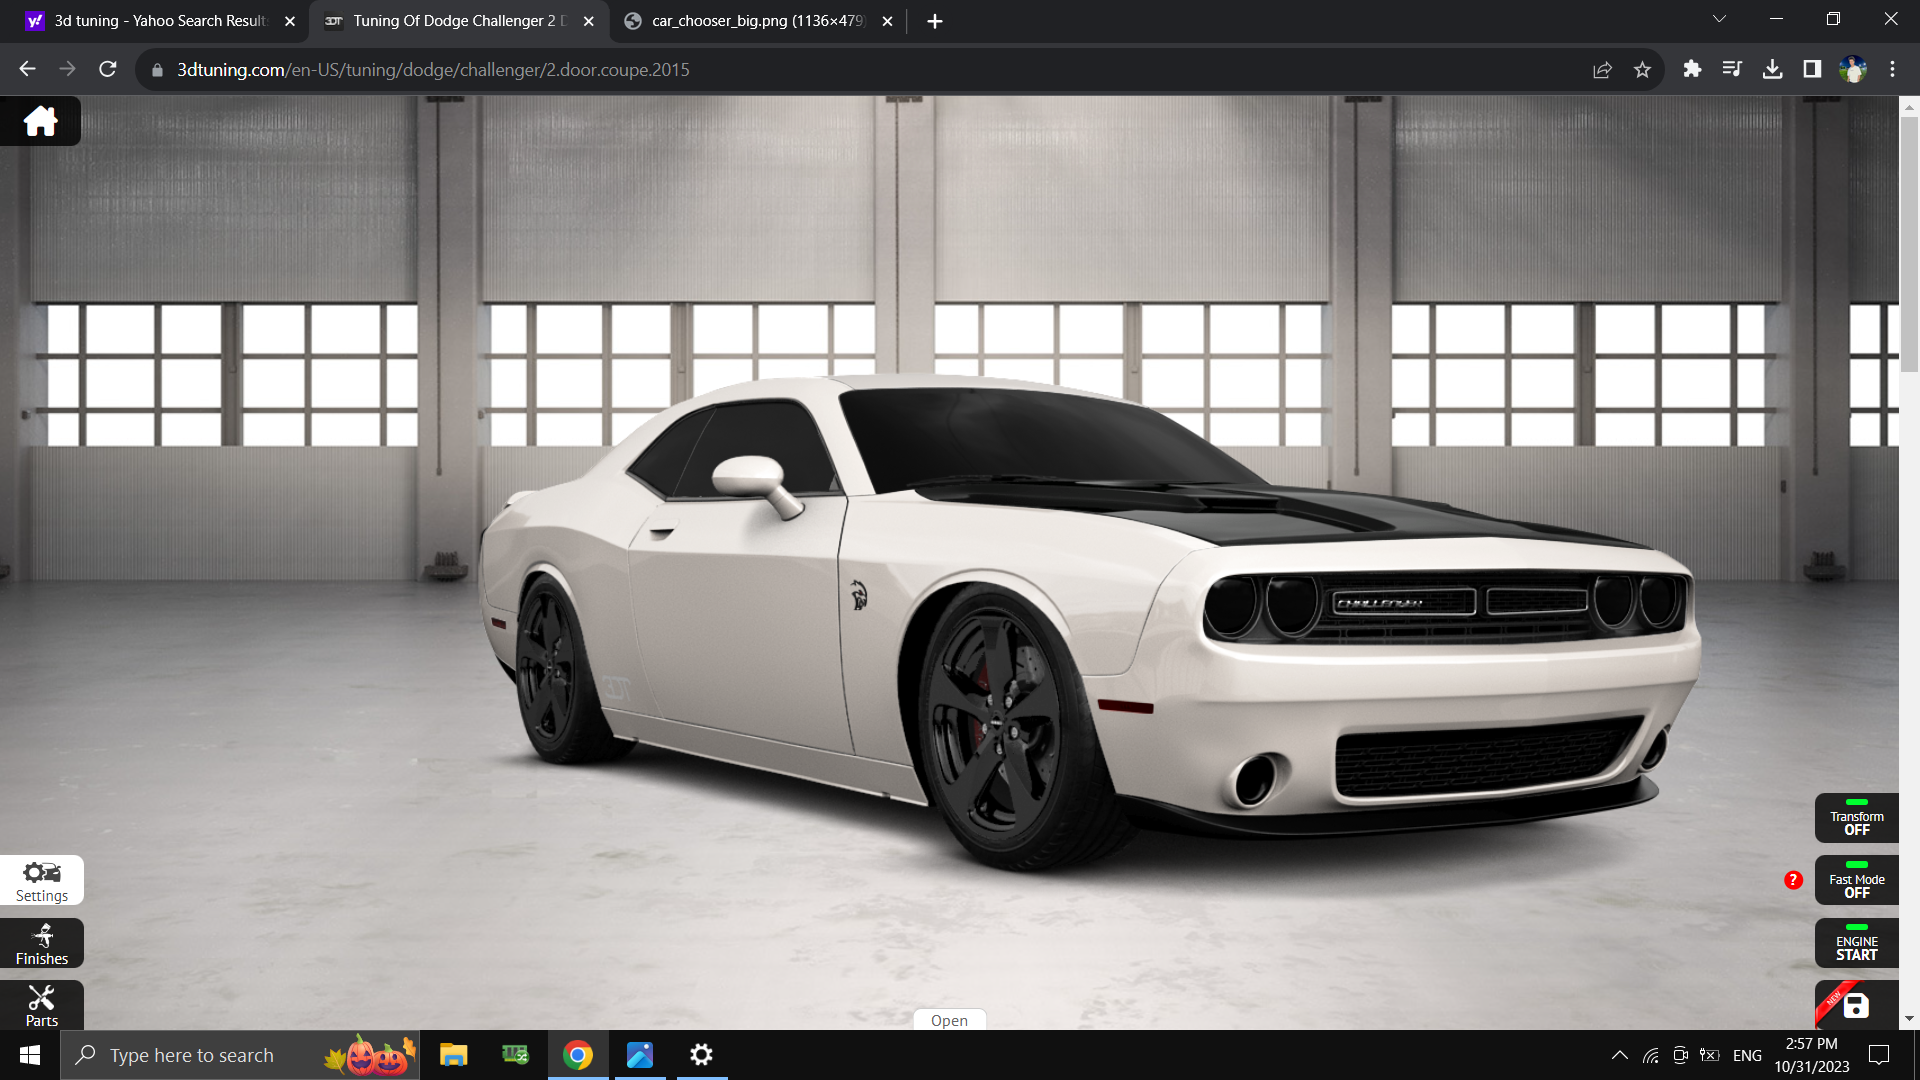 3d tuning - Yahoo Search Result
Tuning Of Dodge Challenger 2 D
car_chooser_big.png (1136×479)
3dtuning.com/en-US/tuning/dodge/challenger/2.door.coupe.2015
CHALLENGER
3DT
Transform
OFF
Settings
?
Fast Mode
OFF
Finishes
ENGINE
START
Parts
NEW
Open
Type here to search
ENG
2:57 PM
10/31/2023